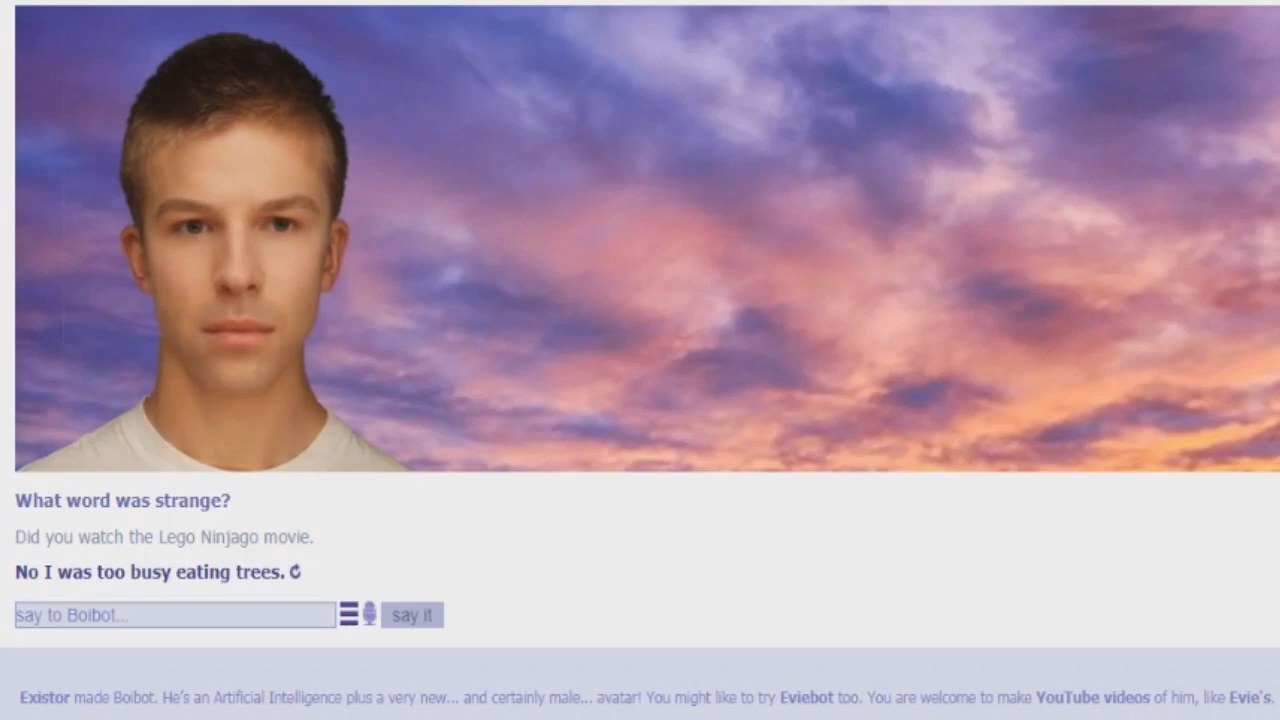 What word was strange?
Did you watch the Lego Ninjago movie.
No I was too busy eating trees.
say to Boibot...
say it
Existor made Boibot. He's an Artificial Intelligence plus a very new... and certainly male... avatar! You might like to try Eviebot too. You are welcome to make YouTube videos of him, like Evie's.